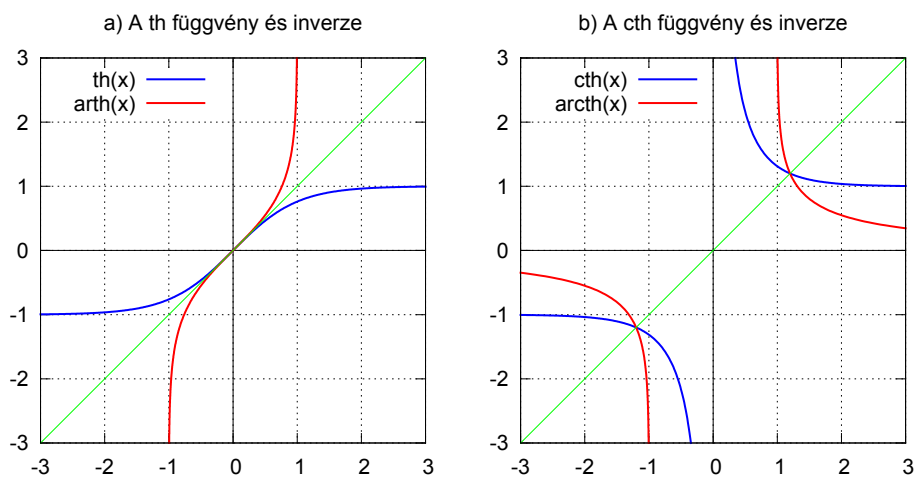 a) A th függvény és inverze
3
th(x)
arth(x)
2
1
0
-1
-2
-3
-3 -2 -1 0 1 2 3
b) A cth függvény és inverze
3
cth(x)
arcth(x)
2
1
0
-1
-2
-3
-3 -2 -1 0 1 2 3